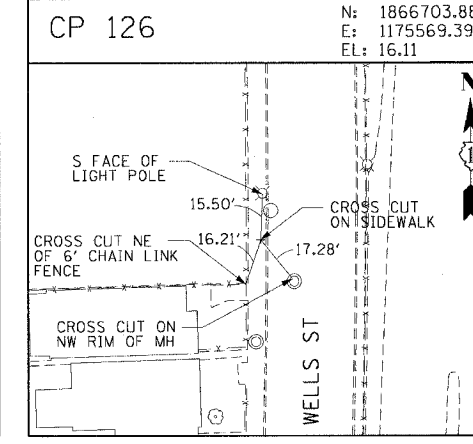 CP 126
N: 1866703.88
E: 1175569.39
EL: 16.11
N
S FACE OF
LIGHT POLE
15.50'
CROSS CUT
ON SIDEWALK
CROSS CUT NE
OF 6' CHAIN LINK
FENCE
16.21'
17.28'
CROSS CUT ON
NW RIM OF MH
WELLS ST